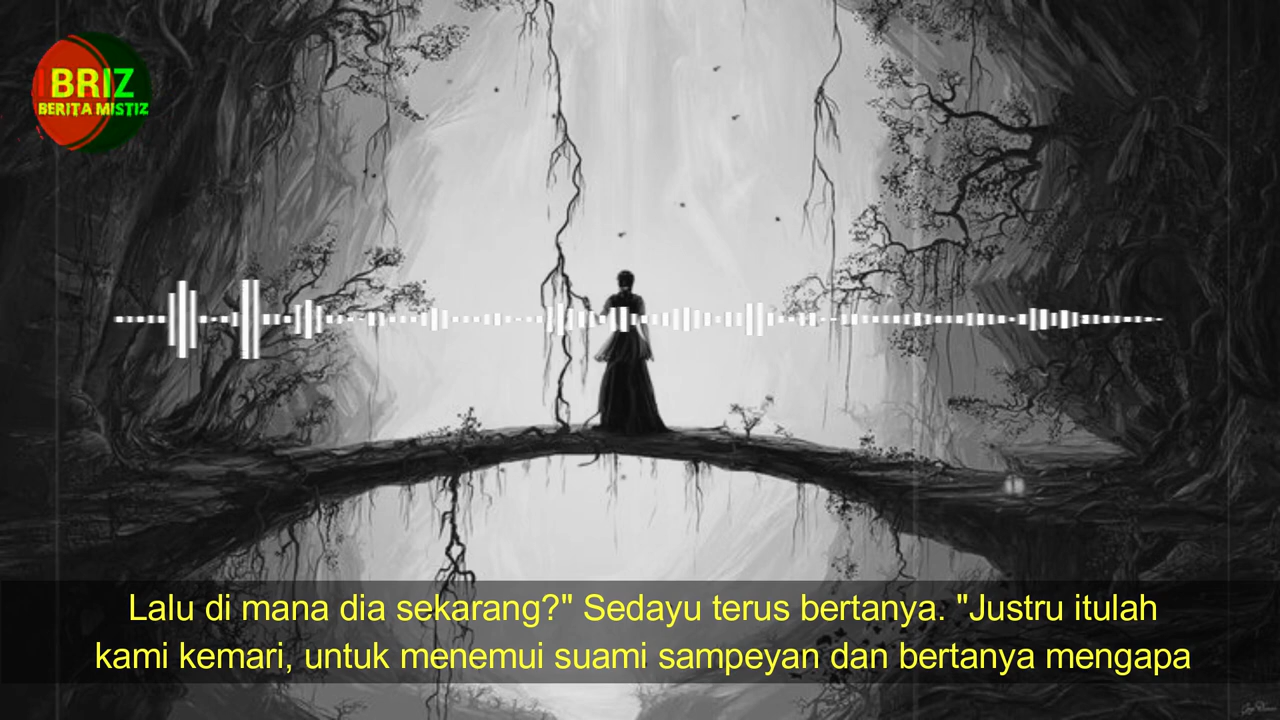 BRIZ
BERITA MISTIZ
Lalu di mana dia sekarang?" Sedayu terus bertanya. "Justru itulah
kami kemari, untuk menemui suami sampeyan dan bertanya mengapa